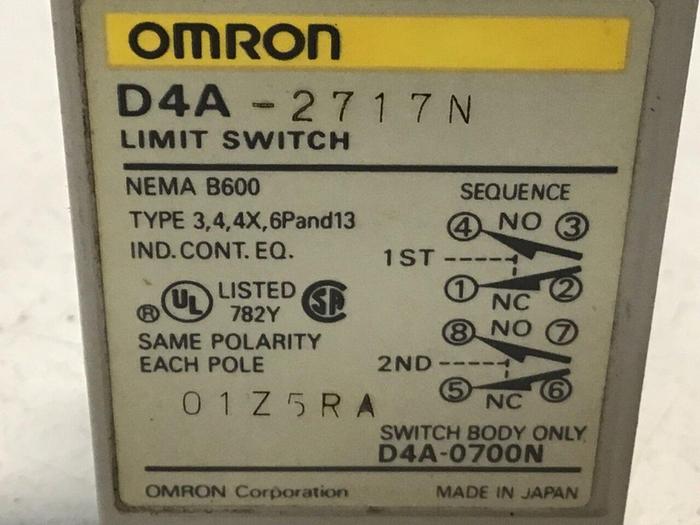 OMRON
D4A - 2717N
LIMIT SWITCH
NEMA B600
TYPE 3,4,4X,6Pand13
IND.CONT.EQ.
® UL LISTED 782Y SA
SAME POLARITY
EACH POLE
01Z5RA
SEQUENCE
④ NO ③
1ST
① NC ②
⑧ NO ⑦
2ND
⑤ NC ⑥
SWITCH BODY ONLY
D4A-0700N
OMRON Corporation MADE IN JAPAN